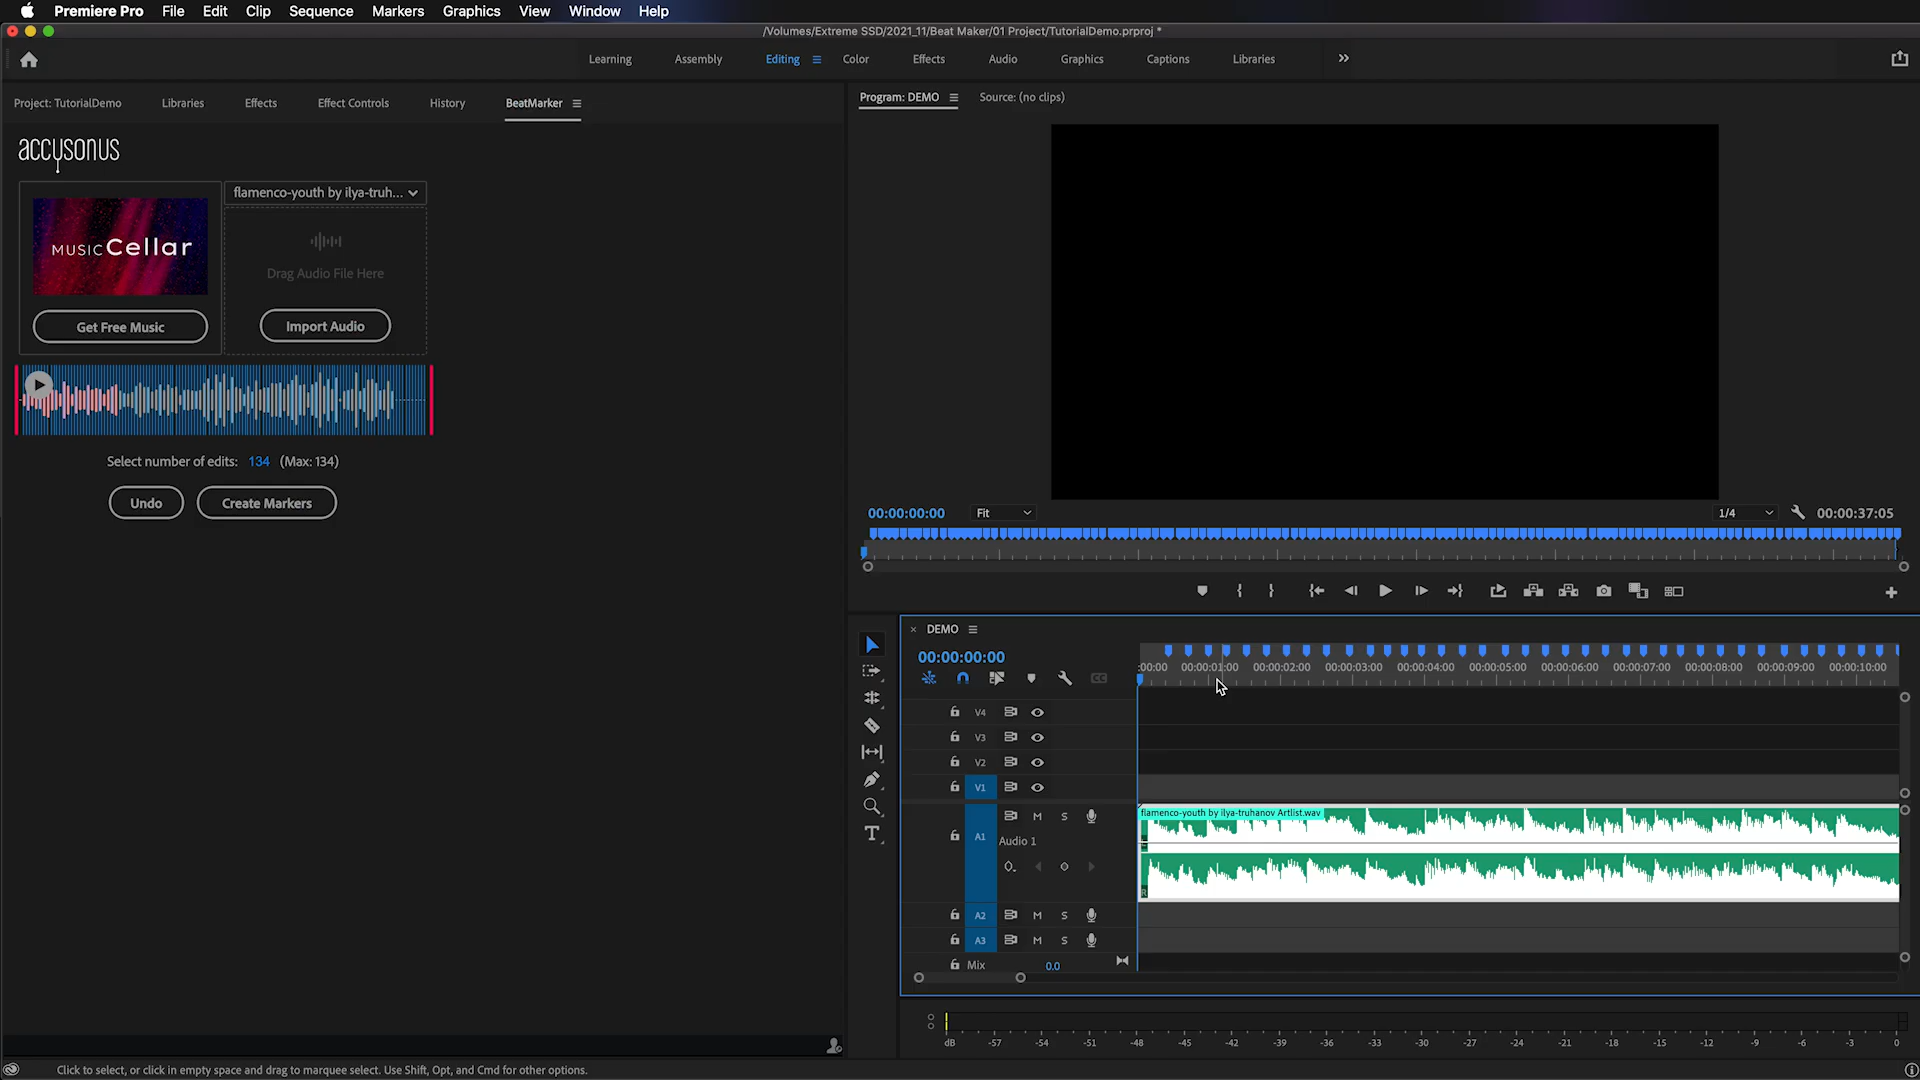 Premiere Pro File Edit Clip Sequence Markers Graphics View Window Help
/Volumes/Extreme SSD/2021_11/Beat Maker/01 Project/TutorialDemo.prproj *
Learning Assembly Editing Color Effects Audio Graphics Captions Libraries
Project: TutorialDemo Libraries Effects Effect Controls History BeatMarker
Program: DEMO Source: (no clips)
accusonus
flamenco-youth by ilya-truh...
MUSIC Cellar
Drag Audio File Here
Get Free Music
Import Audio
Select number of edits: 134 (Max: 134)
Undo Create Markers
00:00:00:00 Fit 1/4 00:00:37:05
DEMO
00:00:00:00
:00:00 00:00:01:00 00:00:02:00 00:00:03:00 00:00:04:00 00:00:05:00 00:00:06:00 00:00:07:00 00:00:08:00 00:00:09:00 00:00:10:00
CC
V4
V3
V2
V1
flamenco-youth by ilya-truhanov Artlist.wav
M S
A1
Audio 1
R
A2 M S
A3 M S
Mix 0.0
dB -57 -54 -51 -48 -45 -42 -39 -36 -33 -30 -27 -24 -21 -18 -15 -12 -9 -6 -3 0
Click to select, or click in empty space and drag to marquee select. Use Shift, Opt, and Cmd for other options.